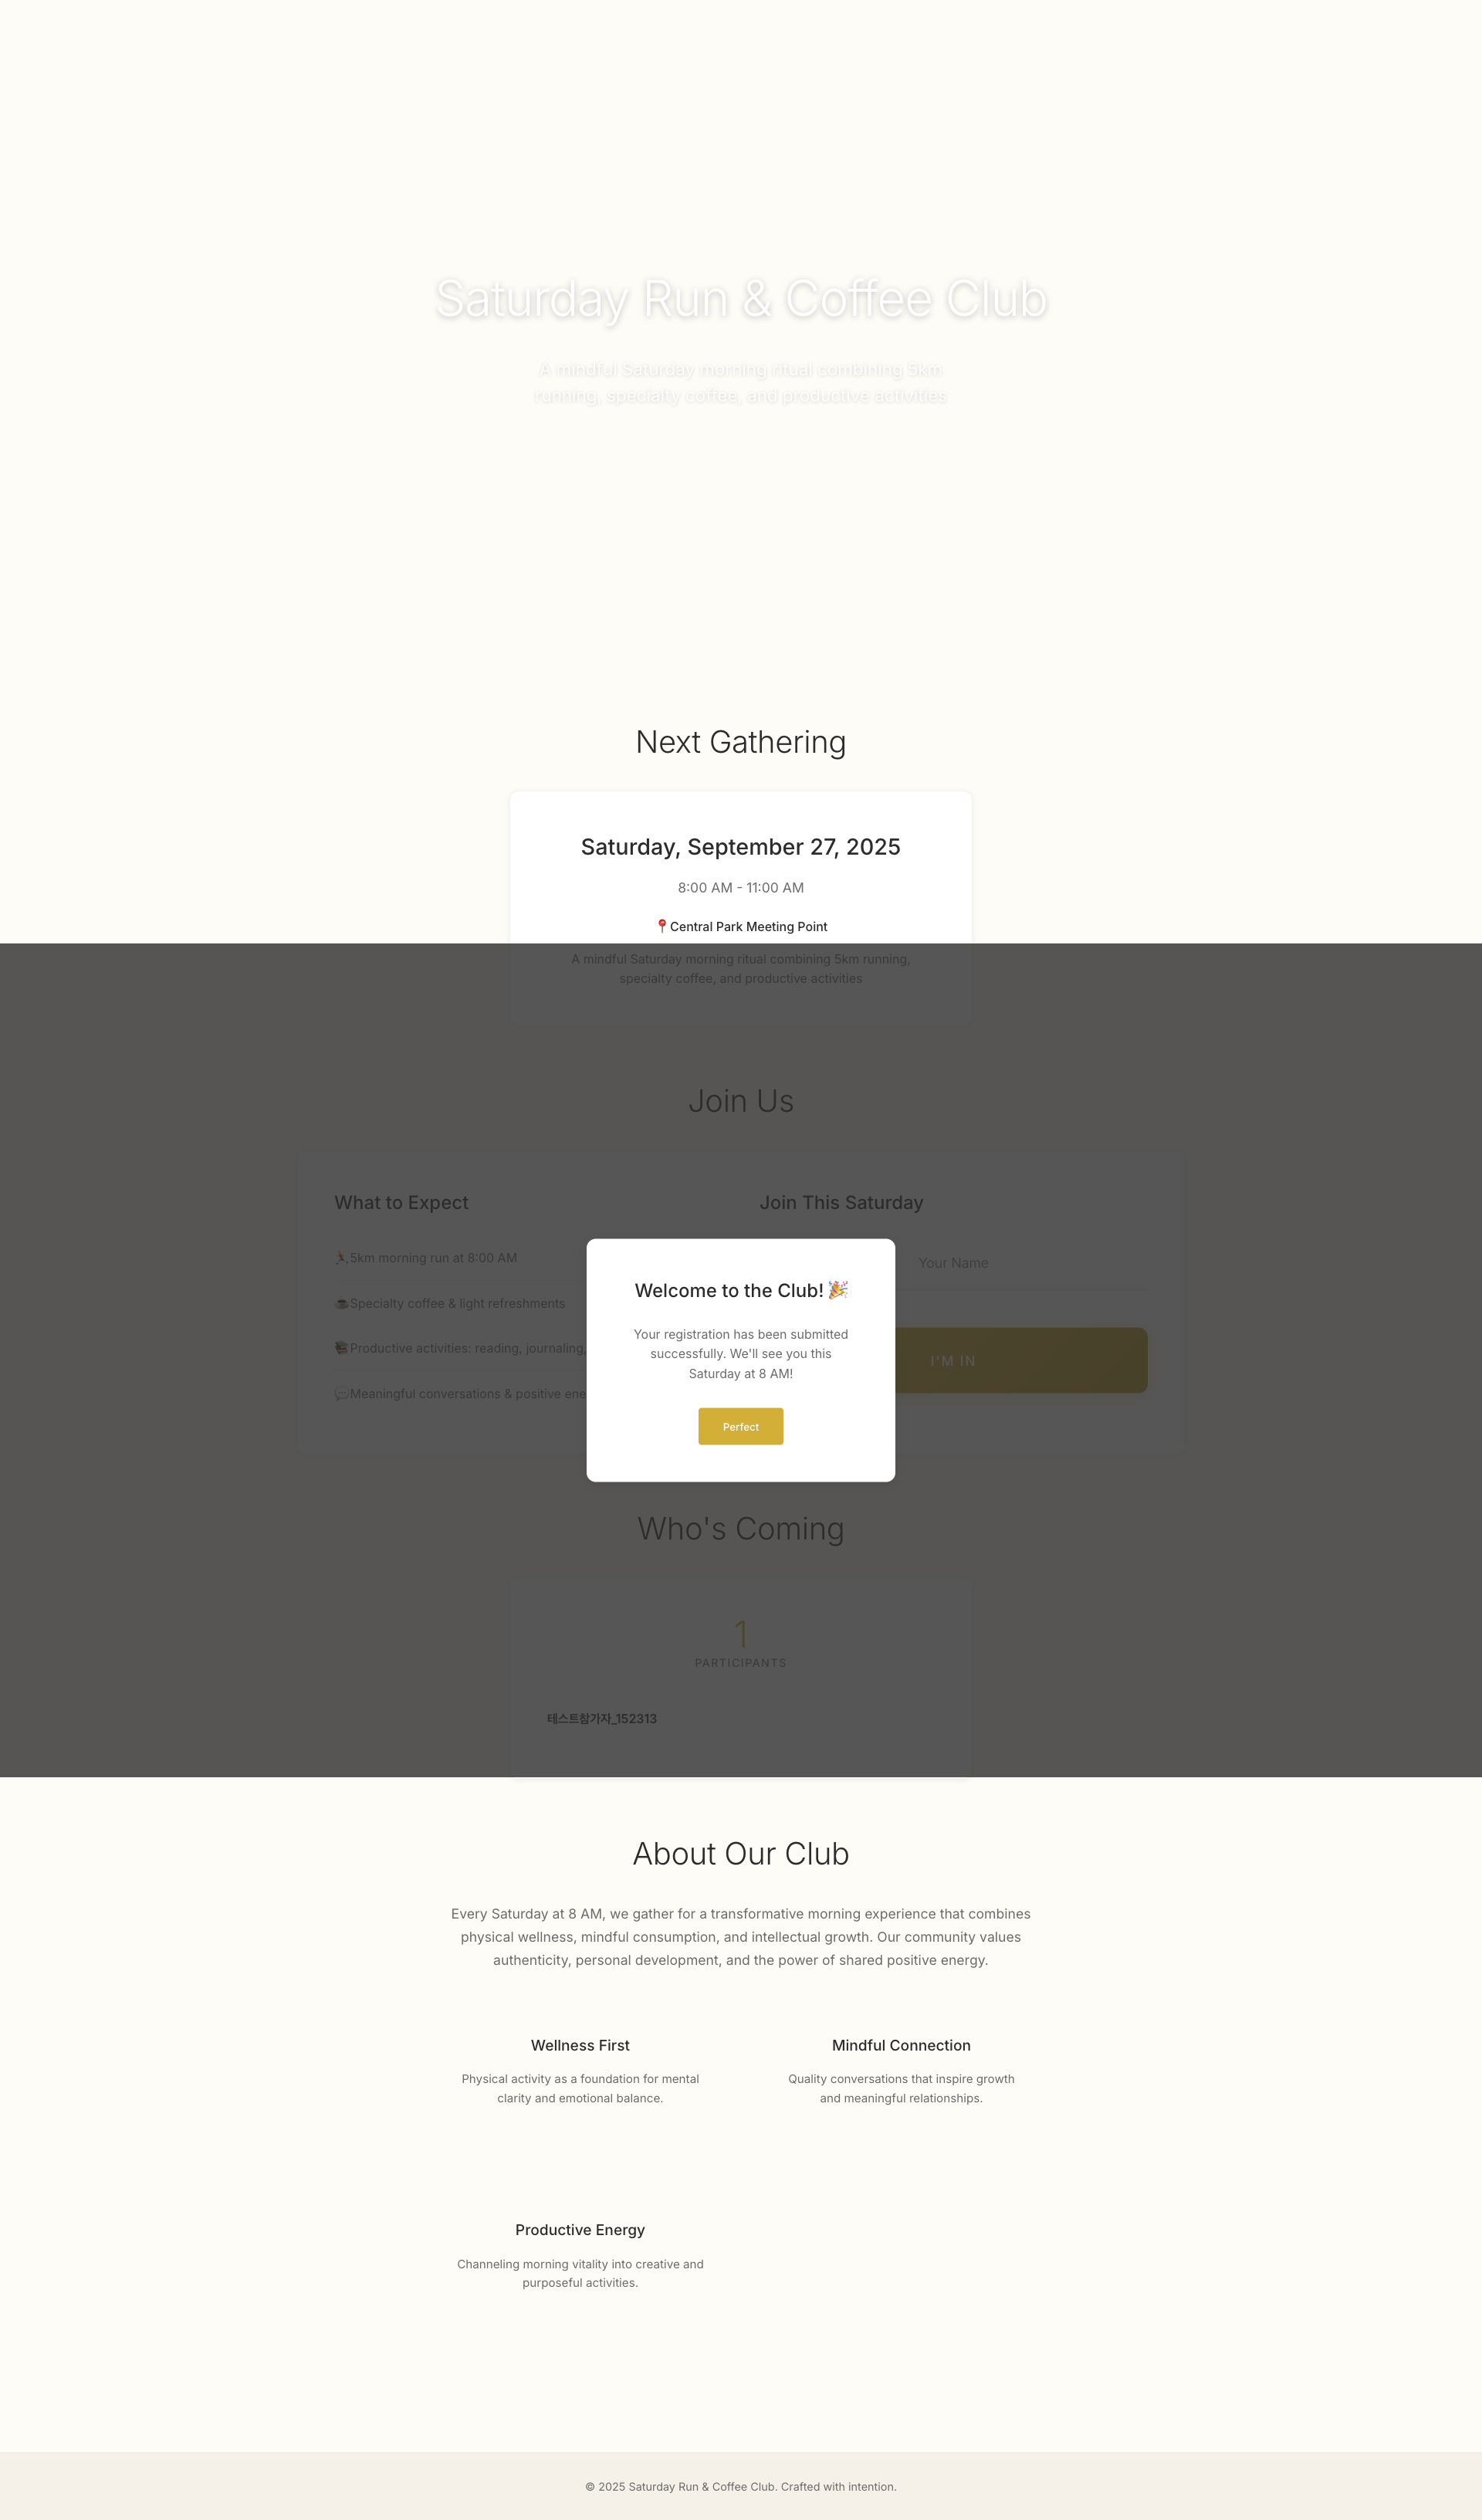 Saturday Run & Coffee Club
A mindful Saturday morning ritual combining 5km
running, specialty coffee, and productive activities
Next Gathering
Saturday, September 27, 2025
8:00 AM - 11:00 AM
📍Central Park Meeting Point
A mindful Saturday morning ritual combining 5km running,
specialty coffee, and productive activities
Join Us
What to Expect
🏃5km morning run at 8:00 AM
☕Specialty coffee & light refreshments
📚Productive activities: reading, journaling,
💬Meaningful conversations & positive ene
Join This Saturday
Your Name
I'M IN
Welcome to the Club! 🎉
Your registration has been submitted
successfully. We'll see you this
Saturday at 8 AM!
Perfect
Who's Coming
1
PARTICIPANTS
테스트참가자_152313
About Our Club
Every Saturday at 8 AM, we gather for a transformative morning experience that combines
physical wellness, mindful consumption, and intellectual growth. Our community values
authenticity, personal development, and the power of shared positive energy.
Wellness First
Physical activity as a foundation for mental
clarity and emotional balance.
Mindful Connection
Quality conversations that inspire growth
and meaningful relationships.
Productive Energy
Channeling morning vitality into creative and
purposeful activities.
© 2025 Saturday Run & Coffee Club. Crafted with intention.